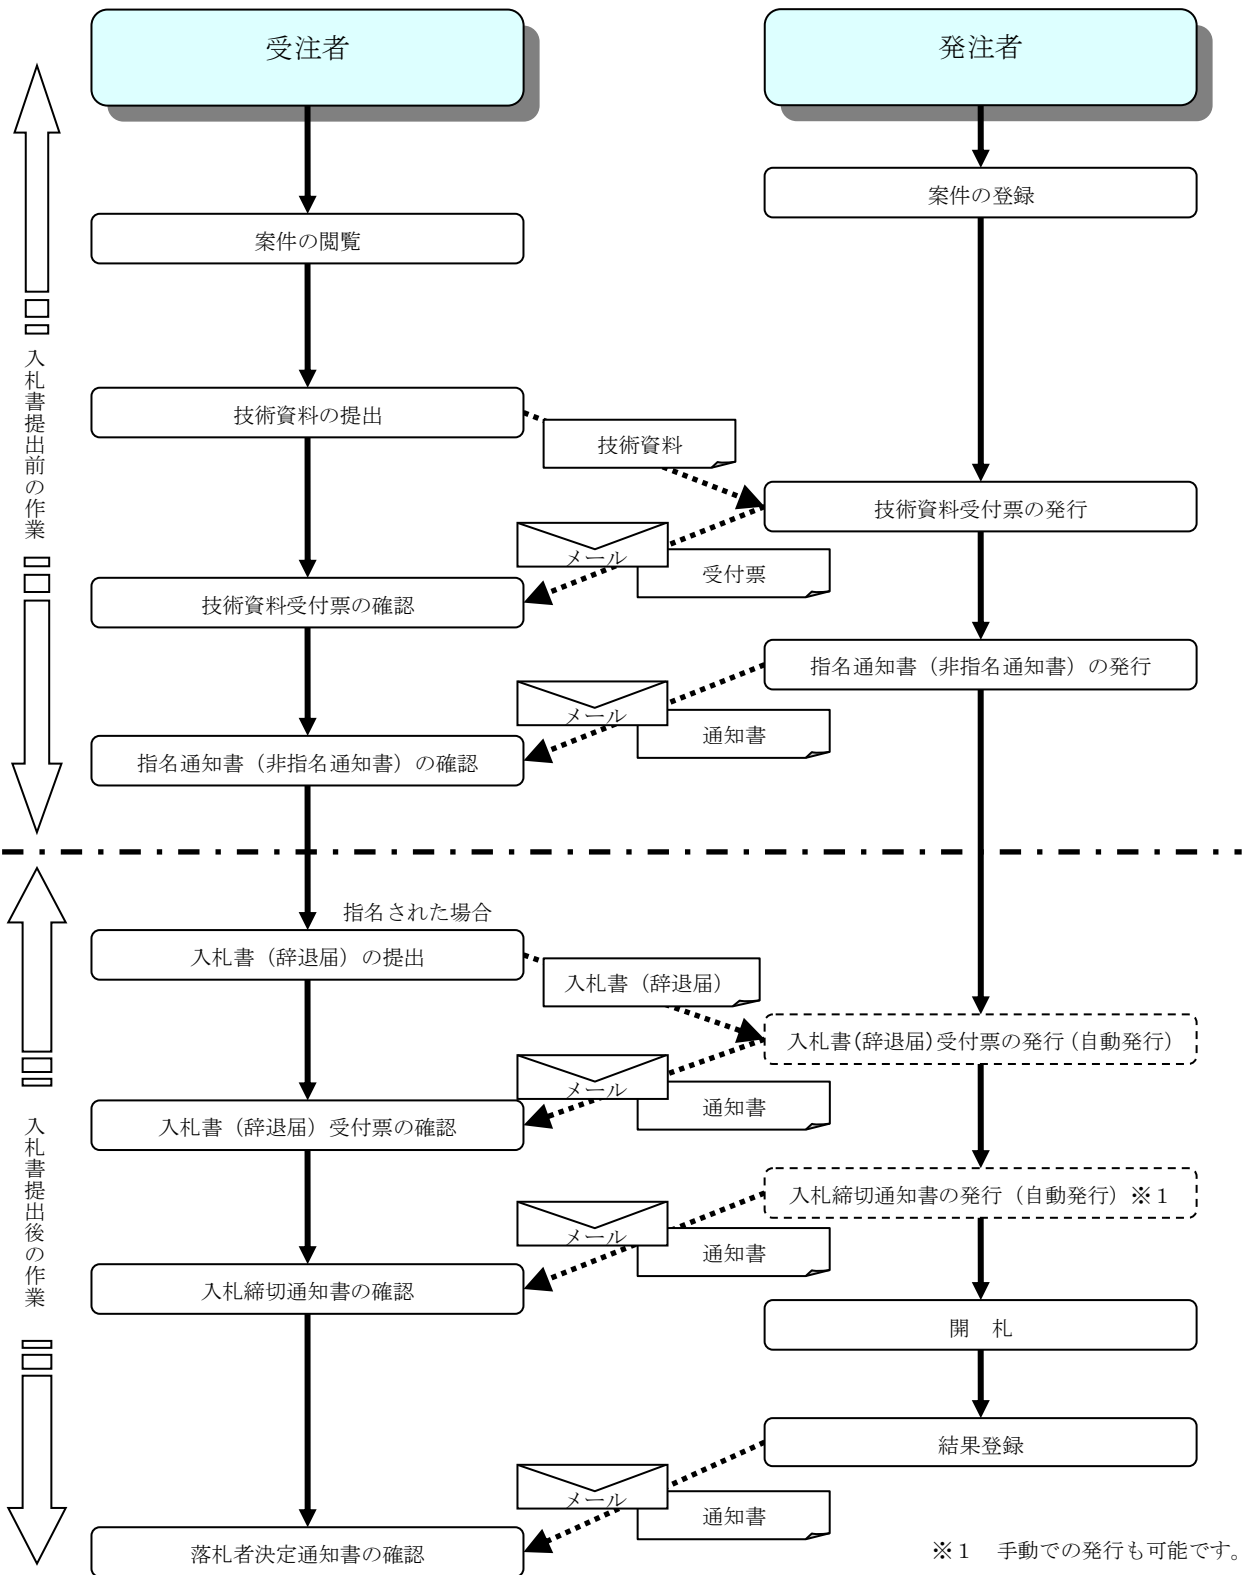 受注者
発注者
案件の登録
案件の閲覧
入札書提出前の作業
技術資料の提出
技術資料
技術資料受付票の発行
メール
受付票
技術資料受付票の確認
指名通知書（非指名通知書）の発行
メール
通知書
指名通知書（非指名通知書）の確認
指名された場合
入札書（辞退届）の提出
入札書（辞退届）
入札書(辞退届)受付票の発行(自動発行)
メール
通知書
入札書（辞退届）受付票の確認
入札書提出後の作業
入札締切通知書の発行（自動発行）※１
メール
通知書
入札締切通知書の確認
開　札
結果登録
メール
通知書
落札者決定通知書の確認
※１　手動での発行も可能です。